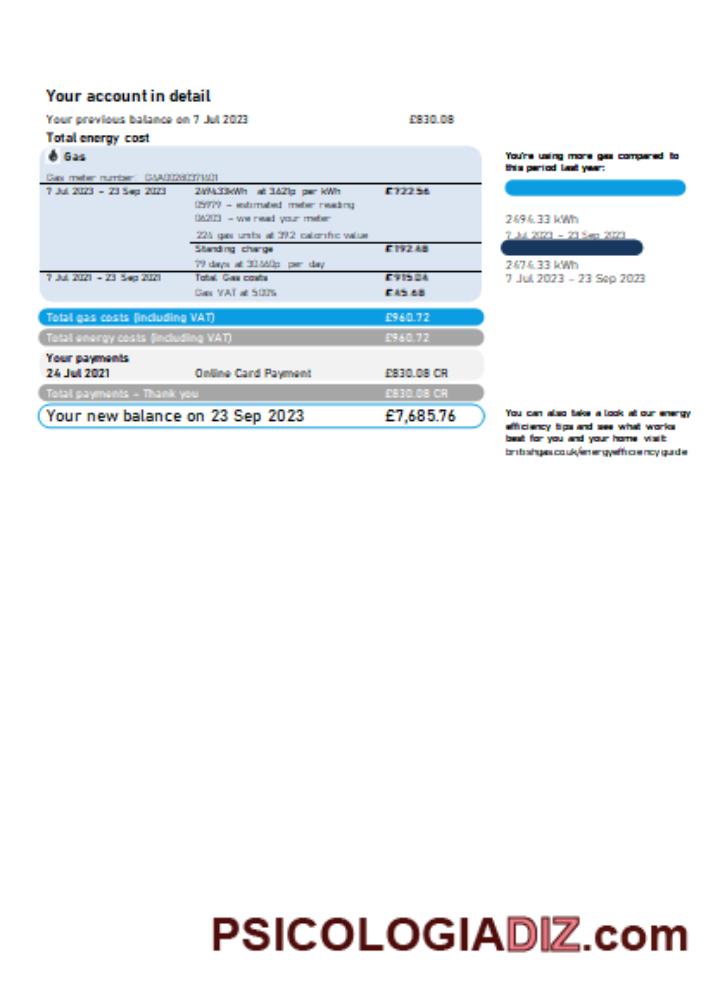 Your account in detail
Your previous balance on 7 Jul 2023 £830.08
Total energy cost
Gas
Gas meter number:
7 Jul 2023 – 23 Sep 2023 at 3.621p per kWh £722.56
05979 – estimated meter reading
06203 – we read your meter
224 gas units at 39.2 calorific value
Standing charge £192.48
79 days at per day
7 Jul 2021 – 23 Sep 2021 Total Gas costs £915.04
Gas VAT at 5.00% £45.68
Total gas costs (including VAT) £960.72
Total energy costs (including VAT) £960.72
Your payments
24 Jul 2021 Online Card Payment £830.08 CR
Total payments – Thank you £830.08 CR
Your new balance on 23 Sep 2023 £7,685.76
You're using more gas compared to
this period last year:
2494.33 kWh
7 Jul 2023 – 23 Sep 2023
2474.33 kWh
7 Jul 2023 – 23 Sep 2023
You can also take a look at our energy
efficiency tips and see what works
best for you and your home visit:
britishgas.co.uk/energyefficiencyguide
PSICOLOGIADIZ.com